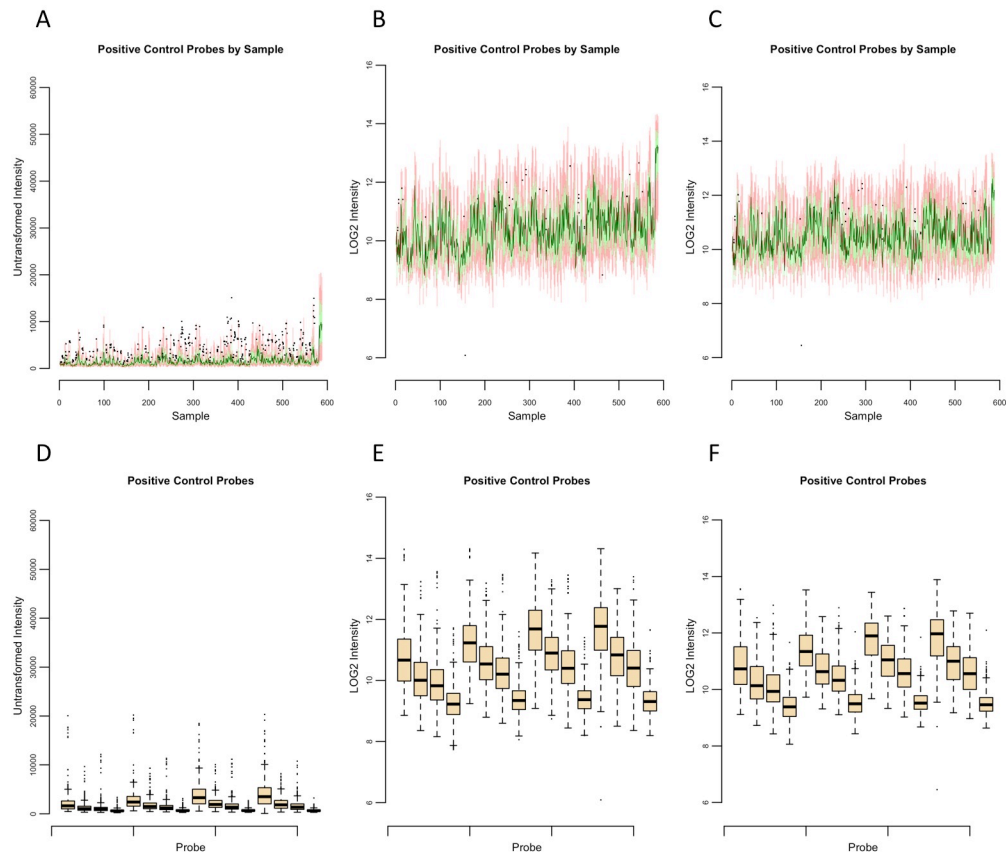 A
Positive Control Probes by Sample
Untransformed Intensity
60000
50000
40000
30000
20000
10000
0
0 100 200 300 400 500 600
Sample
B
Positive Control Probes by Sample
LOG2 Intensity
16
14
12
10
8
6
0 100 200 300 400 500 600
Sample
C
Positive Control Probes by Sample
LOG2 Intensity
16
14
12
10
8
6
0 100 200 300 400 500 600
Sample
D
Positive Control Probes
Untransformed Intensity
60000
50000
40000
30000
20000
10000
0
Probe
E
Positive Control Probes
LOG2 Intensity
16
14
12
10
8
6
Probe
F
Positive Control Probes
LOG2 Intensity
16
14
12
10
8
6
Probe